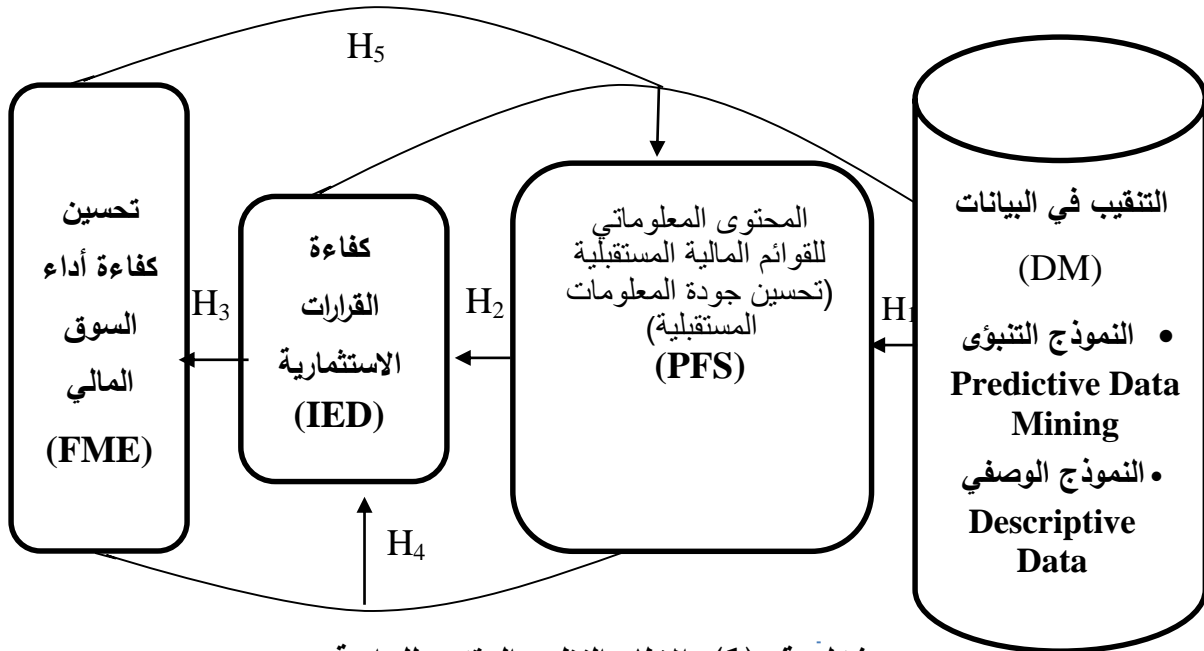 H5
التنقيب في البيانات
(DM)
• النموذج التنبؤى
Predictive Data
Mining
• النموذج الوصفي
Descriptive
Data
H1
المحتوى المعلوماتي
للقوائم المالية المستقبلية
(تحسين جودة المعلومات
المستقبلية)
(PFS)
H2
كفاءة
القرارات
الاستثمارية
(IED)
H3
تحسين
كفاءة أداء
السوق
المالي
(FME)
H4